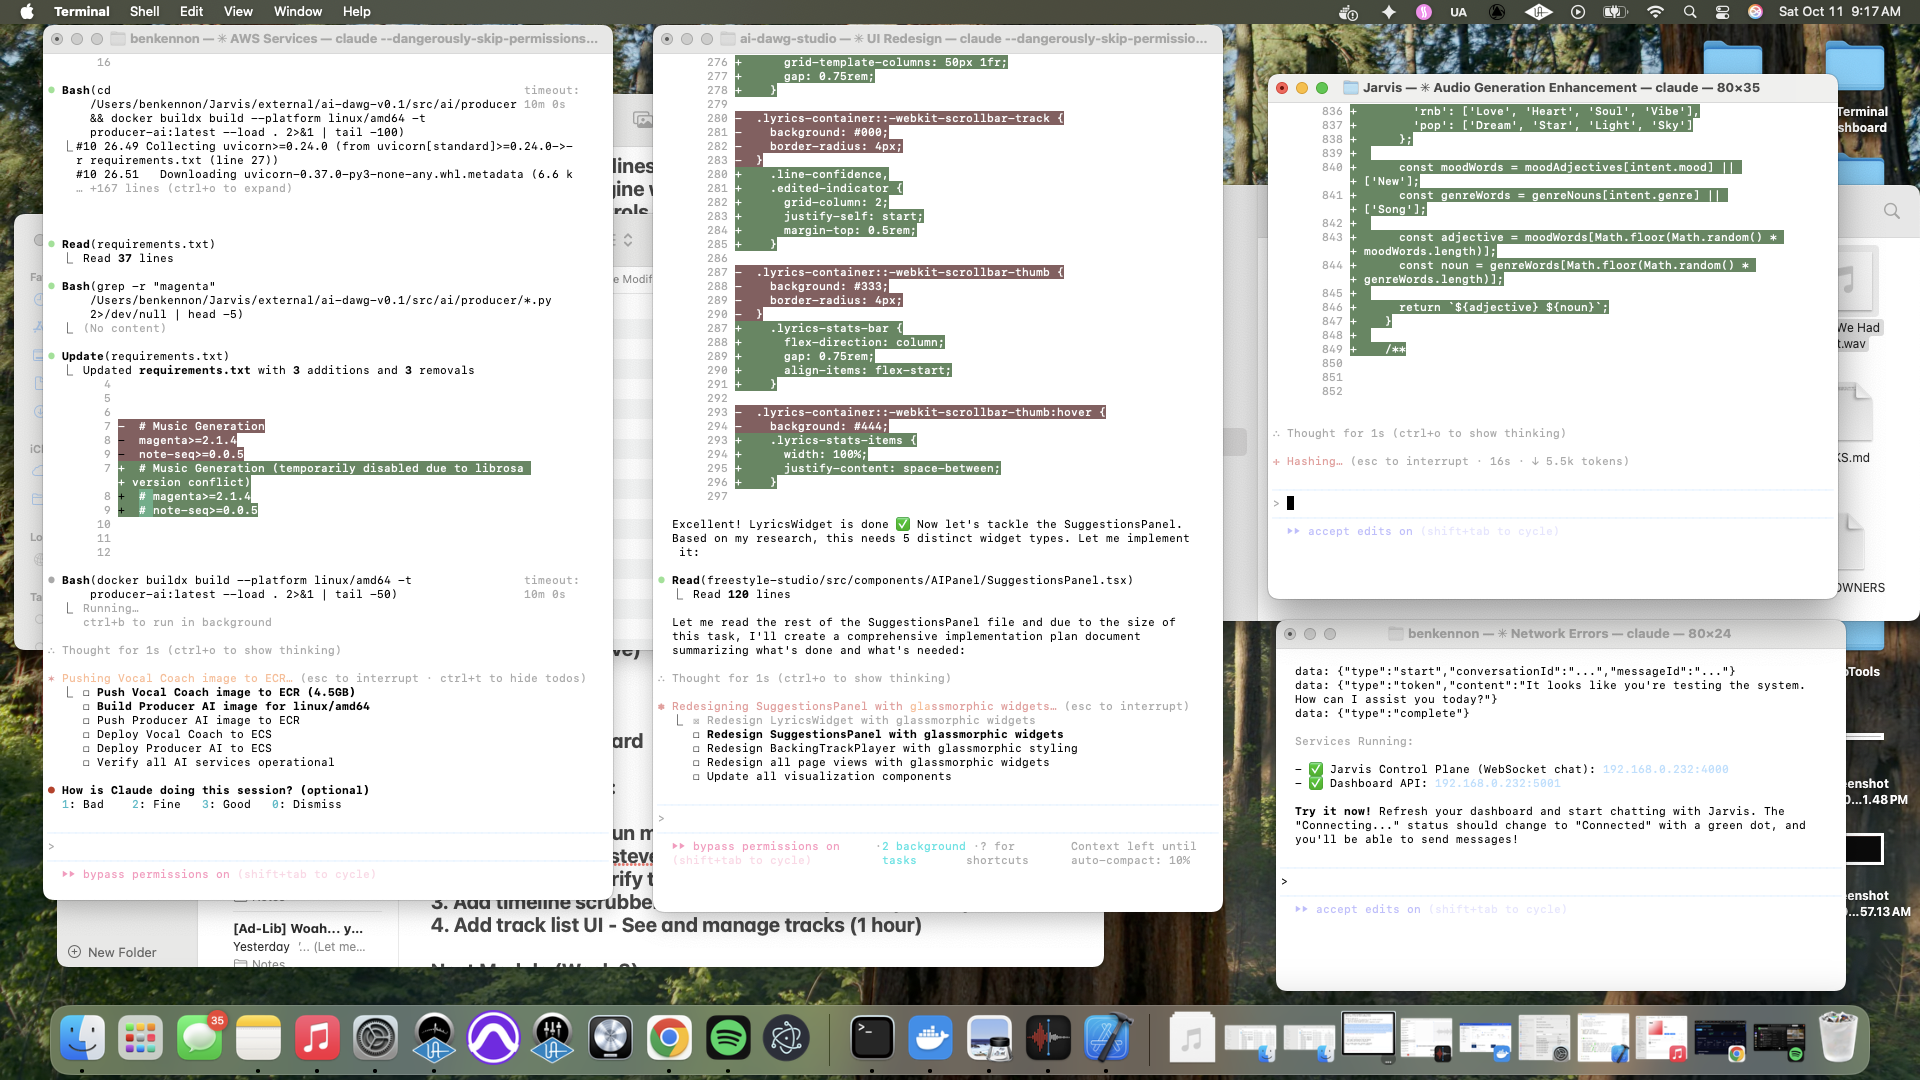 Terminal Shell Edit View Window Help
UA
Sat Oct 11 9:17 AM
benkennon — ✳ AWS Services — claude --dangerously-skip-permissions...
16
Bash(cd timeout:
/Users/benkennon/Jarvis/external/ai-dawg-v0.1/src/ai/producer 10m 0s
&& docker buildx build --platform linux/amd64 -t
producer-ai:latest --load . 2>&1 | tail -100)
#10 26.49 Collecting uvicorn>=0.24.0 (from uvicorn[standard]>=0.24.0->-
r requirements.txt (line 27))
#10 26.51   Downloading uvicorn-0.37.0-py3-none-any.whl.metadata (6.6 k
… +167 lines (ctrl+o to expand)
Read(requirements.txt)
Read 37 lines
Bash(grep -r "magenta"
/Users/benkennon/Jarvis/external/ai-dawg-v0.1/src/ai/producer/*.py
2>/dev/null | head -5)
(No content)
Update(requirements.txt)
Updated requirements.txt with 3 additions and 3 removals
4
5
6
7 - # Music Generation
8 - magenta>=2.1.4
9 - note-seq>=0.0.5
7 + # Music Generation (temporarily disabled due to librosa
+ version conflict)
8 + # magenta>=2.1.4
9 + # note-seq>=0.0.5
10
11
12
Bash(docker buildx build --platform linux/amd64 -t timeout:
producer-ai:latest --load . 2>&1 | tail -50) 10m 0s
Running…
ctrl+b to run in background
∴ Thought for 1s (ctrl+o to show thinking)
✶ Pushing Vocal Coach image to ECR… (esc to interrupt · ctrl+t to hide todos)
☐ Push Vocal Coach image to ECR (4.5GB)
☐ Build Producer AI image for linux/amd64
☐ Push Producer AI image to ECR
☐ Deploy Vocal Coach to ECS
☐ Deploy Producer AI to ECS
☐ Verify all AI services operational
● How is Claude doing this session? (optional)
1: Bad 2: Fine 3: Good 0: Dismiss
>
▸▸ bypass permissions on (shift+tab to cycle)
ai-dawg-studio — ✳ UI Redesign — claude --dangerously-skip-permissio...
276 + grid-template-columns: 50px 1fr;
277 + gap: 0.75rem;
278 + }
279
280 - .lyrics-container::-webkit-scrollbar-track {
281 - background: #000;
282 - border-radius: 4px;
283 - }
280 + .line-confidence,
281 + .edited-indicator {
282 + grid-column: 2;
283 + justify-self: start;
284 + margin-top: 0.5rem;
285 + }
286
287 - .lyrics-container::-webkit-scrollbar-thumb {
288 - background: #333;
289 - border-radius: 4px;
290 - }
287 + .lyrics-stats-bar {
288 + flex-direction: column;
289 + gap: 0.75rem;
290 + align-items: flex-start;
291 + }
292
293 - .lyrics-container::-webkit-scrollbar-thumb:hover {
294 - background: #444;
293 + .lyrics-stats-items {
294 + width: 100%;
295 + justify-content: space-between;
296 + }
297
Excellent! LyricsWidget is done ✅ Now let's tackle the SuggestionsPanel.
Based on my research, this needs 5 distinct widget types. Let me implement
it:
Read(freestyle-studio/src/components/AIPanel/SuggestionsPanel.tsx)
Read 120 lines
Let me read the rest of the SuggestionsPanel file and due to the size of
this task, I'll create a comprehensive implementation plan document
summarizing what's done and what's needed:
∴ Thought for 1s (ctrl+o to show thinking)
Redesigning SuggestionsPanel with glassmorphic widgets… (esc to interrupt)
☒ Redesign LyricsWidget with glassmorphic widgets
☐ Redesign SuggestionsPanel with glassmorphic widgets
☐ Redesign BackingTrackPlayer with glassmorphic styling
☐ Redesign all page views with glassmorphic widgets
☐ Update all visualization components
>
▸▸ bypass permissions on · 2 background · ? for Context left until
(shift+tab to cycle) tasks shortcuts auto-compact: 10%
Jarvis — ✳ Audio Generation Enhancement — claude — 80×35
836 + 'rnb': ['Love', 'Heart', 'Soul', 'Vibe'],
837 + 'pop': ['Dream', 'Star', 'Light', 'Sky']
838 + };
839 +
840 + const moodWords = moodAdjectives[intent.mood] ||
+ ['New'];
841 + const genreWords = genreNouns[intent.genre] ||
+ ['Song'];
842 +
843 + const adjective = moodWords[Math.floor(Math.random() *
+ moodWords.length)];
844 + const noun = genreWords[Math.floor(Math.random() *
+ genreWords.length)];
845 +
846 + return `${adjective} ${noun}`;
847 + }
848 +
849 + /**
850
851
852
∴ Thought for 1s (ctrl+o to show thinking)
+ Hashing… (esc to interrupt · 16s · ↓ 5.5k tokens)
>
▸▸ accept edits on (shift+tab to cycle)
benkennon — ✳ Network Errors — claude — 80×24
data: {"type":"start","conversationId":"...","messageId":"..."}
data: {"type":"token","content":"It looks like you're testing the system.
How can I assist you today?"}
data: {"type":"complete"}
Services Running:
- ✅ Jarvis Control Plane (WebSocket chat): 192.168.0.232:4000
- ✅ Dashboard API: 192.168.0.232:5001
Try it now! Refresh your dashboard and start chatting with Jarvis. The
"Connecting..." status should change to "Connected" with a green dot, and
you'll be able to send messages!
>
▸▸ accept edits on (shift+tab to cycle)
Terminal
shboard
We Had
t.wav
KS.md
OWNERS
oTools
eenshot
0...1.48 PM
eenshot
...57.13 AM
Fa
iCl
Lo
Ta
lines
gine w
rols
e Modif
ve)
ard
:
un m
steve
rify t
3. Add timeline scrubbe
4. Add track list UI - See and manage tracks (1 hour)
Notes
[Ad-Lib] Woah... y...
Yesterday '... (Let me...
Notes
New Folder
35